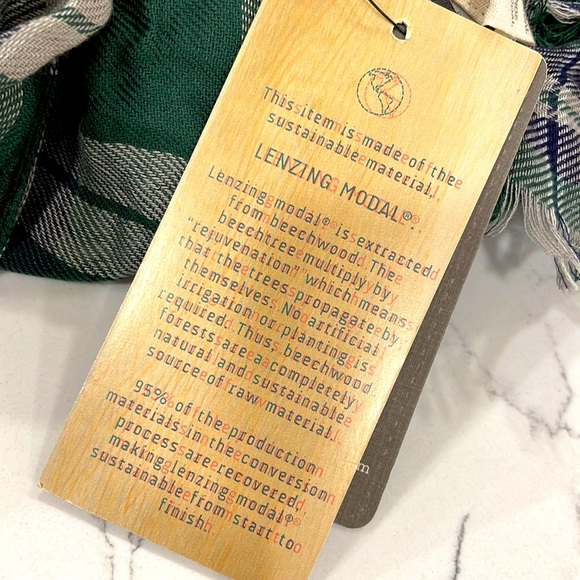 This item is made of the
sustainable material,
LENZING MODAL®.
Lenzing modal® is extracted
from beechwood. The
beechtree multiply by
"rejuvenation" which means
that the trees propagate by
themselves. No artificial
irrigation or planting is
required. Thus beechwood
forests are a completely
natural and sustainable
source of raw material.
95% of the production
materials in the conversion
process are recovered,
making lenzing modal®
sustainable from start to
finish.
m